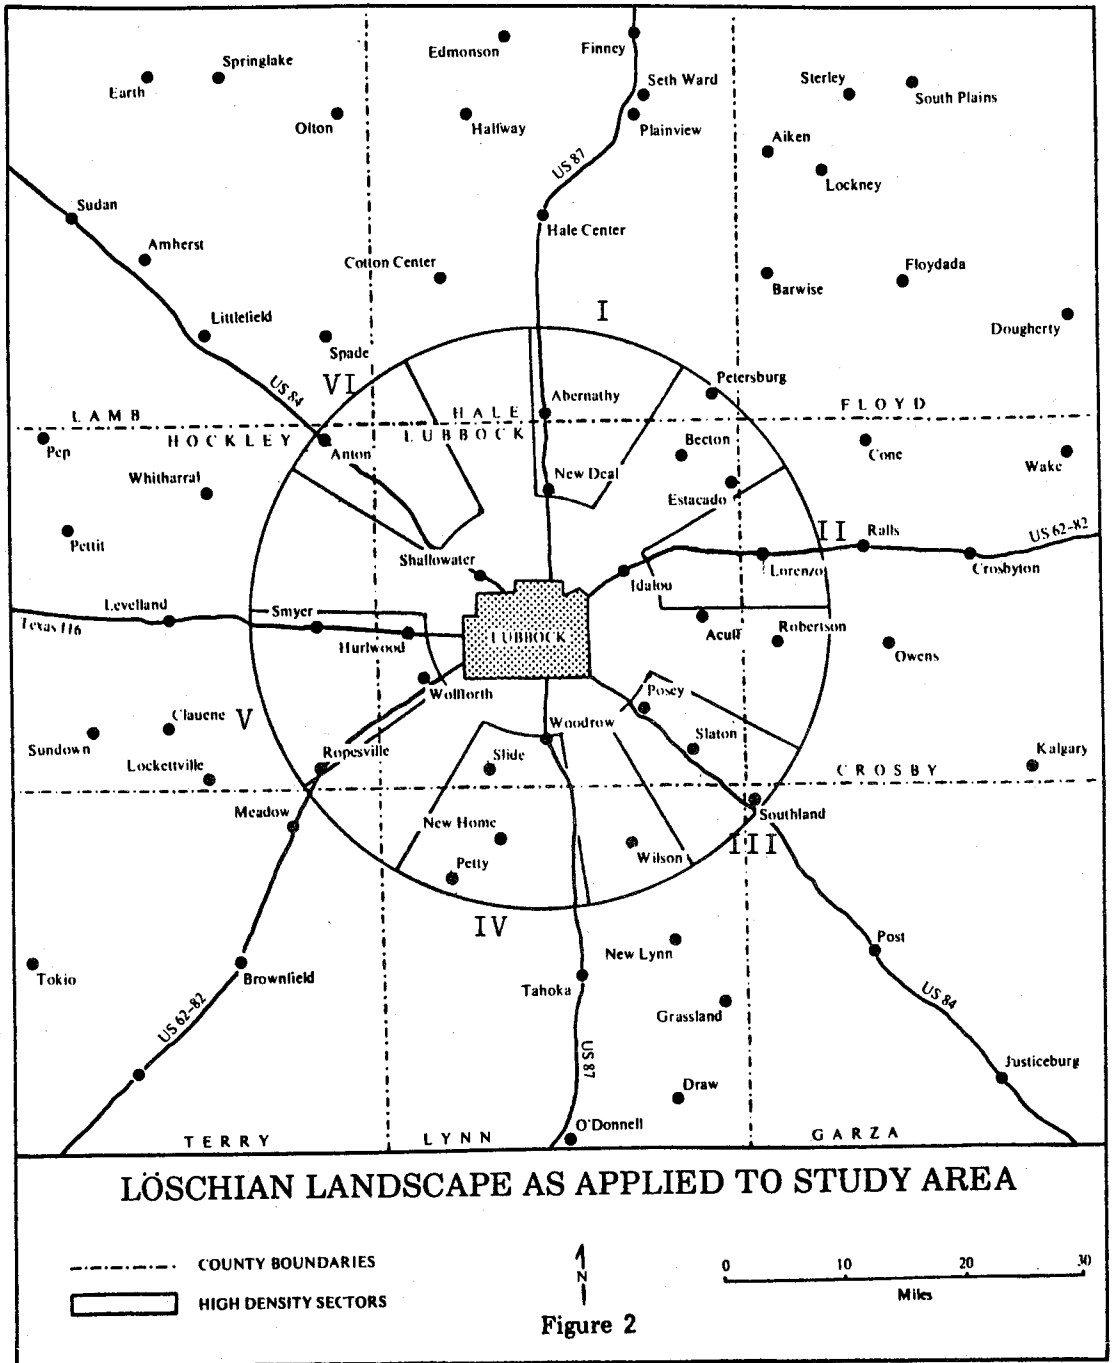 Edmonson
Finney
Springlake
Earth
Seth Ward
Sterley
South Plains
Olton
Halfway
Plainview
Aiken
US 87
Lockney
Sudan
Hale Center
Amherst
Cotton Center
Floydada
Barwise
Littlefield
I
Dougherty
Spade
US 84
VI
Petersburg
Abernathy
LAMB
HALE
FLOYD
HOCKLEY
LUBBOCK
Pep
Anton
Becton
Cone
Wake
Whitharral
New Deal
Estacado
Pettit
II
Ralls
US 62-82
Shallowater
Lorenzo
Crosbyton
Idalou
Levelland
Smyer
Texas 116
LUBBOCK
Acuff
Robertson
Hurlwood
Owens
Wolfforth
Posey
V
Clauene
Woodrow
Slaton
Sundown
Ropesville
Slide
Kalgary
Lockettville
CROSBY
Meadow
New Home
Southland
Wilson
III
Petty
IV
Post
New Lynn
Tokio
Brownfield
Tahoka
US 84
US 62-82
Grassland
US 87
Justiceburg
Draw
O'Donnell
TERRY
LYNN
GARZA
LÖSCHIAN LANDSCAPE AS APPLIED TO STUDY AREA
COUNTY BOUNDARIES
HIGH DENSITY SECTORS
N
0 10 20 30
Miles
Figure 2